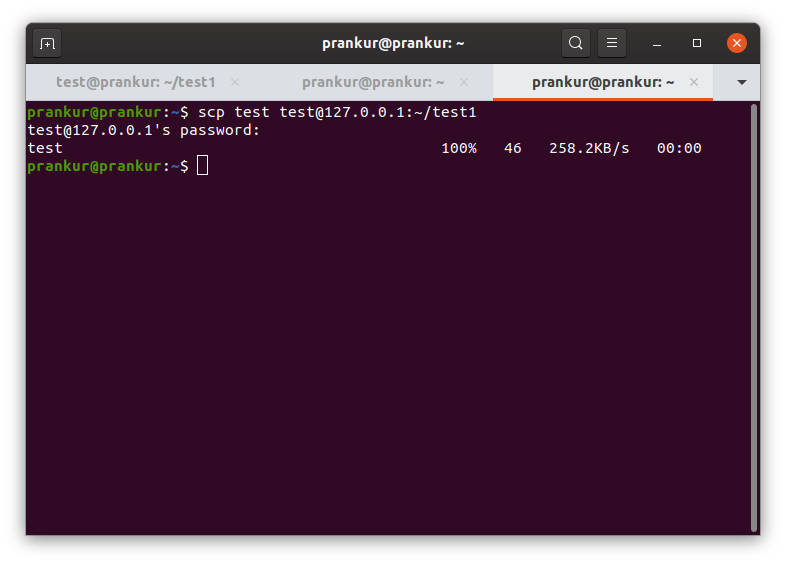 prankur@prankur: ~
test@prankur: ~/test1
prankur@prankur: ~
prankur@prankur: ~
prankur@prankur:~$ scp test test@127.0.0.1:~/test1
test@127.0.0.1's password:
test 100% 46 258.2KB/s 00:00
prankur@prankur:~$